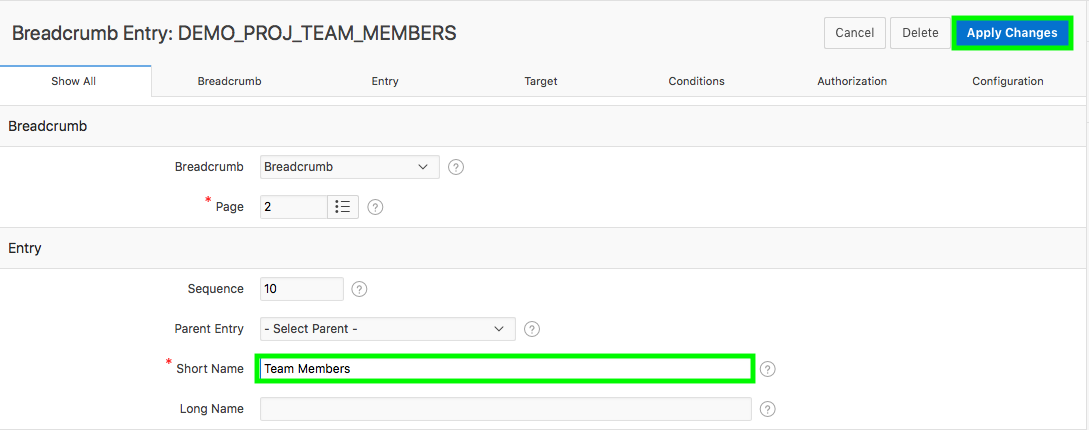 Breadcrumb Entry: DEMO_PROJ_TEAM_MEMBERS Cancel Delete Apply Changes
Show All Breadcrumb Entry Target Conditions Authorization Configuration
Breadcrumb
Breadcrumb Breadcrumb ?
* Page 2 ?
Entry
Sequence 10 ?
Parent Entry - Select Parent - ?
* Short Name Team Members ?
Long Name ?